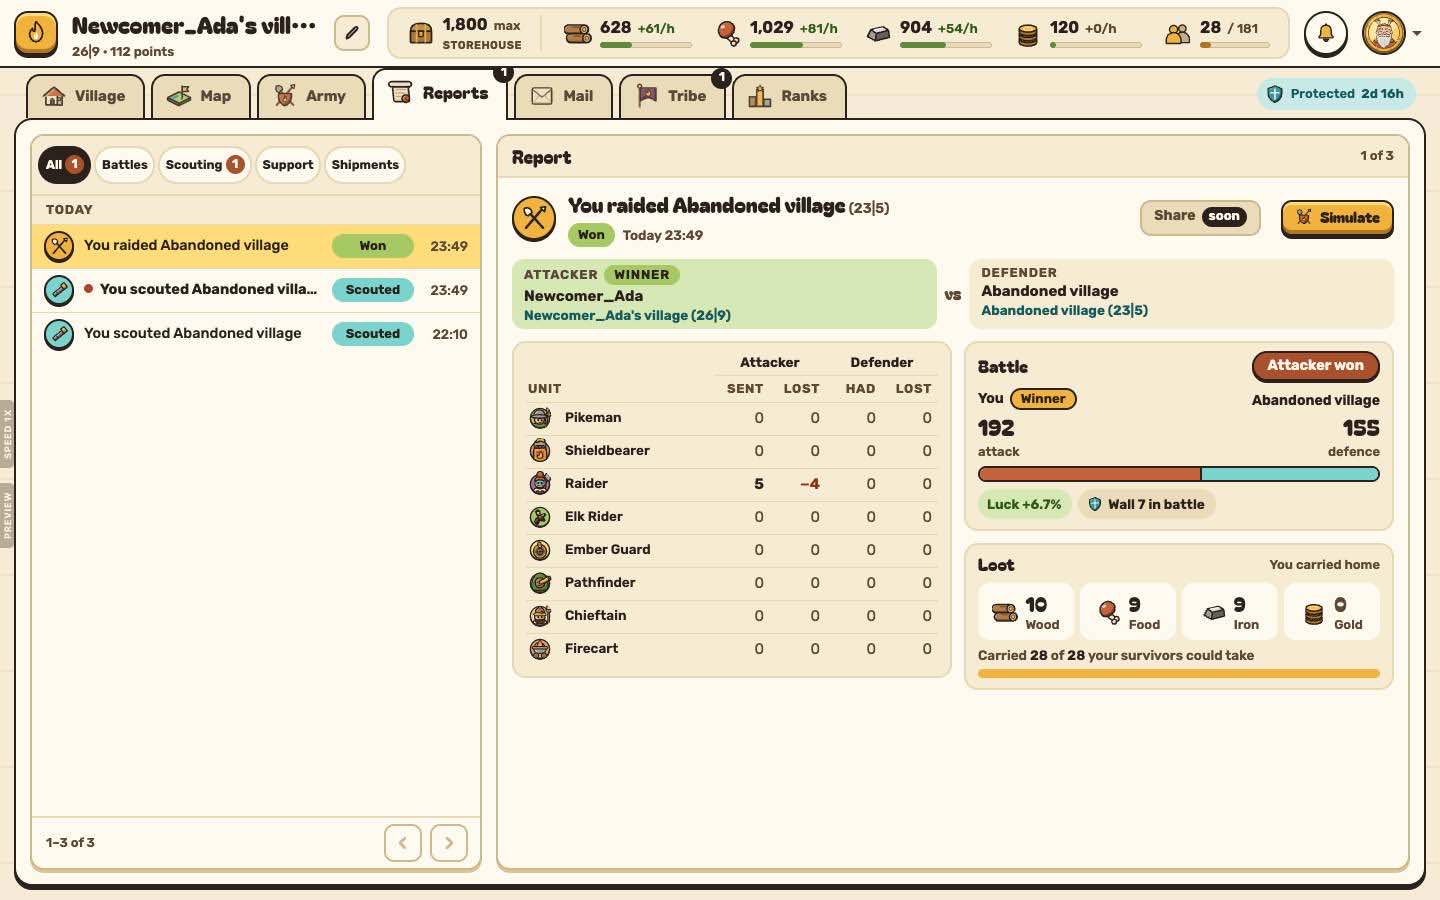 Newcomer_Ada's vill···
26|9 · 112 points
1,800 max
STOREHOUSE
628 +61/h
1,029 +81/h
904 +54/h
120 +0/h
28 / 181
Village
Map
Army
Reports
1
Mail
Tribe
1
Ranks
Protected 2d 16h
SPEED 1X
PREVIEW
All 1
Battles
Scouting 1
Support
Shipments
TODAY
You raided Abandoned village Won 23:49
You scouted Abandoned villa... Scouted 23:49
You scouted Abandoned village Scouted 22:10
1–3 of 3
Report
1 of 3
You raided Abandoned village (23|5)
Won Today 23:49
Share soon
Simulate
ATTACKER WINNER
Newcomer_Ada
Newcomer_Ada's village (26|9)
vs
DEFENDER
Abandoned village
Abandoned village (23|5)
Attacker Defender
UNIT SENT LOST HAD LOST
Pikeman 0 0 0 0
Shieldbearer 0 0 0 0
Raider 5 –4 0 0
Elk Rider 0 0 0 0
Ember Guard 0 0 0 0
Pathfinder 0 0 0 0
Chieftain 0 0 0 0
Firecart 0 0 0 0
Battle
Attacker won
You Winner
Abandoned village
192
155
attack
defence
Luck +6.7%
Wall 7 in battle
Loot
You carried home
10
Wood
9
Food
9
Iron
0
Gold
Carried 28 of 28 your survivors could take